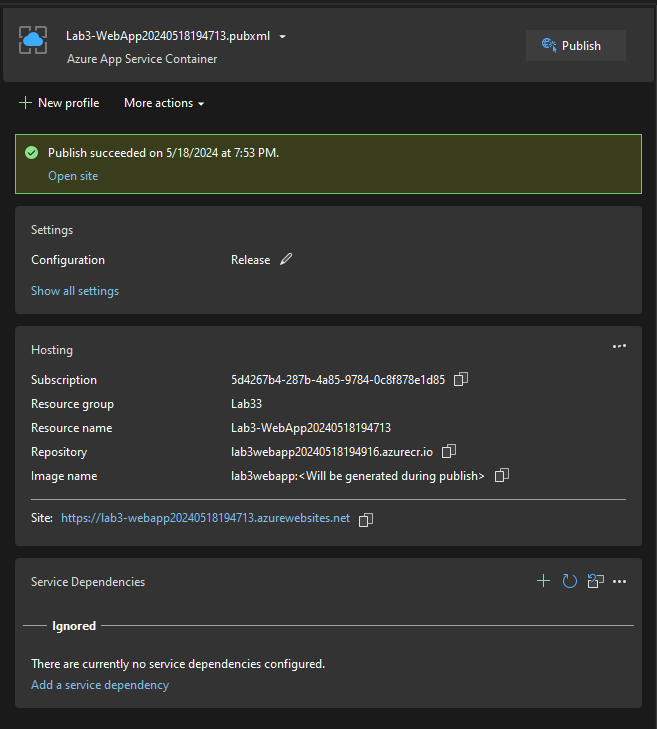 Lab3-WebApp20240518194713.pubxml
Azure App Service Container
Publish
New profile
More actions
Publish succeeded on 5/18/2024 at 7:53 PM.
Open site
Settings
Configuration Release
Show all settings
Hosting
Subscription 5d4267b4-287b-4a85-9784-0c8f878e1d85
Resource group Lab33
Resource name Lab3-WebApp20240518194713
Repository lab3webapp20240518194916.azurecr.io
Image name lab3webapp:<Will be generated during publish>
Site: https://lab3-webapp20240518194713.azurewebsites.net
Service Dependencies
Ignored
There are currently no service dependencies configured.
Add a service dependency